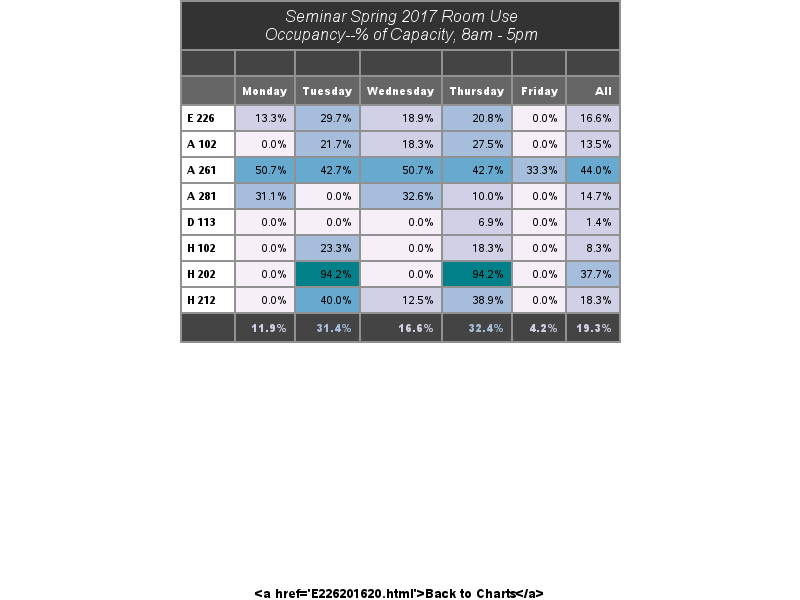 Seminar Spring 2017 Room Use
Occupancy--% of Capacity, 8am - 5pm
Monday Tuesday Wednesday Thursday Friday All
E 226 13.3% 29.7% 18.9% 20.8% 0.0% 16.6%
A 102 0.0% 21.7% 18.3% 27.5% 0.0% 13.5%
A 261 50.7% 42.7% 50.7% 42.7% 33.3% 44.0%
A 281 31.1% 0.0% 32.6% 10.0% 0.0% 14.7%
D 113 0.0% 0.0% 0.0% 6.9% 0.0% 1.4%
H 102 0.0% 23.3% 0.0% 18.3% 0.0% 8.3%
H 202 0.0% 94.2% 0.0% 94.2% 0.0% 37.7%
H 212 0.0% 40.0% 12.5% 38.9% 0.0% 18.3%
11.9% 31.4% 16.6% 32.4% 4.2% 19.3%
<a href='E226201620.html'>Back to Charts</a>